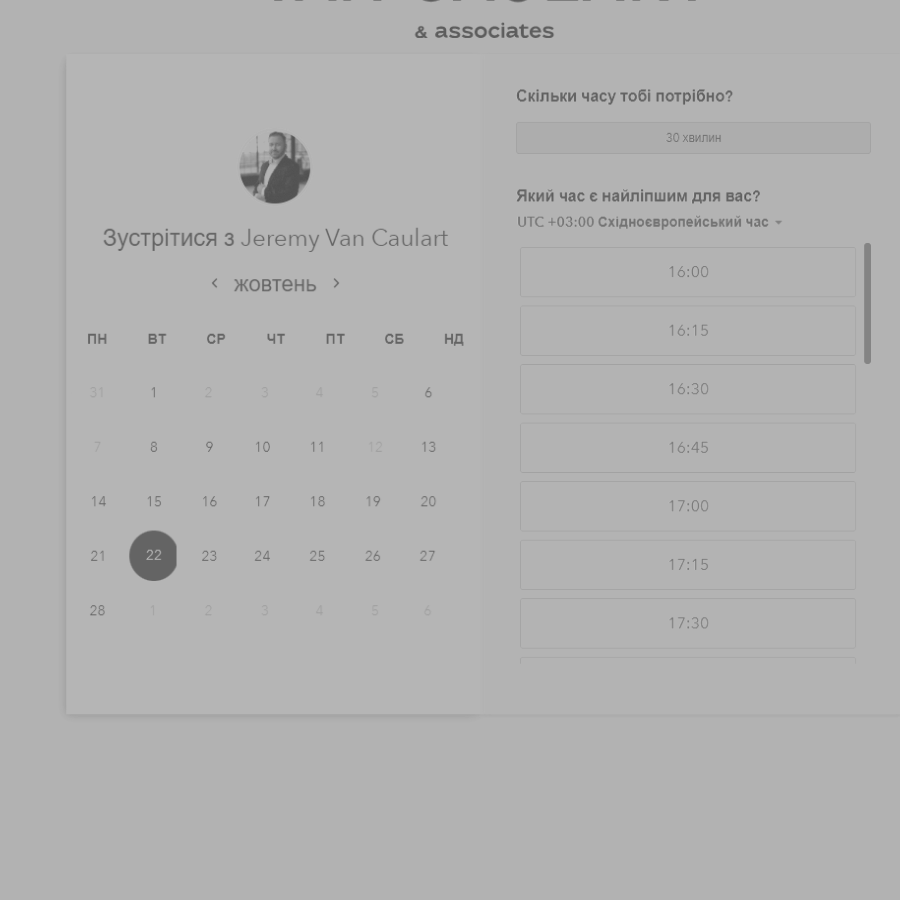 & associates
Зустрітися з Jeremy Van Caulart
жовтень
ПН ВТ СР ЧТ ПТ СБ НД
31 1 2 3 4 5 6
7 8 9 10 11 12 13
14 15 16 17 18 19 20
21 22 23 24 25 26 27
28 1 2 3 4 5 6
Скільки часу тобі потрібно?
30 хвилин
Який час є найліпшим для вас?
UTC +03:00 Східноєвропейський час
16:00
16:15
16:30
16:45
17:00
17:15
17:30